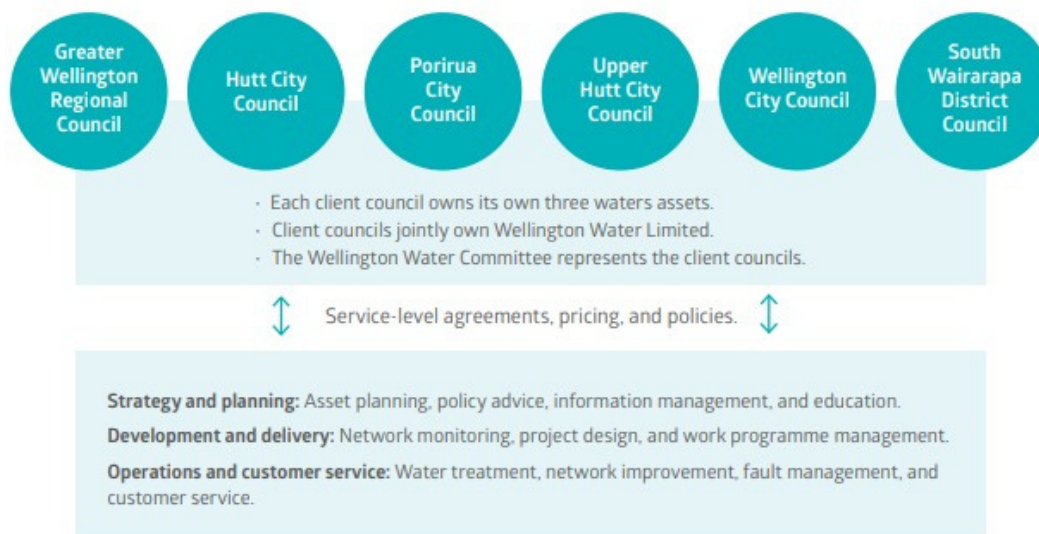 Greater
Wellington
Regional
Council
Hutt City
Council
Porirua
City
Council
Upper
Hutt City
Council
Wellington
City Council
South
Wairarapa
District
Council
· Each client council owns its own three waters assets.
· Client councils jointly own Wellington Water Limited.
· The Wellington Water Committee represents the client councils.
Service-level agreements, pricing, and policies.
Strategy and planning: Asset planning, policy advice, information management, and education.
Development and delivery: Network monitoring, project design, and work programme management.
Operations and customer service: Water treatment, network improvement, fault management, and
customer service.